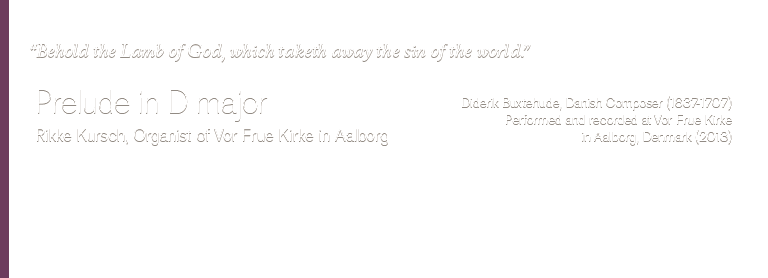 “Behold the Lamb of God, which taketh away the sin of the world.”
Prelude in D major
Rikke Kursch, Organist of Vor Frue Kirke in Aalborg
Diderik Buxtehude, Danish Composer (1637-1707)
Performed and recorded at Vor Frue Kirke
in Aalborg, Denmark (2013)